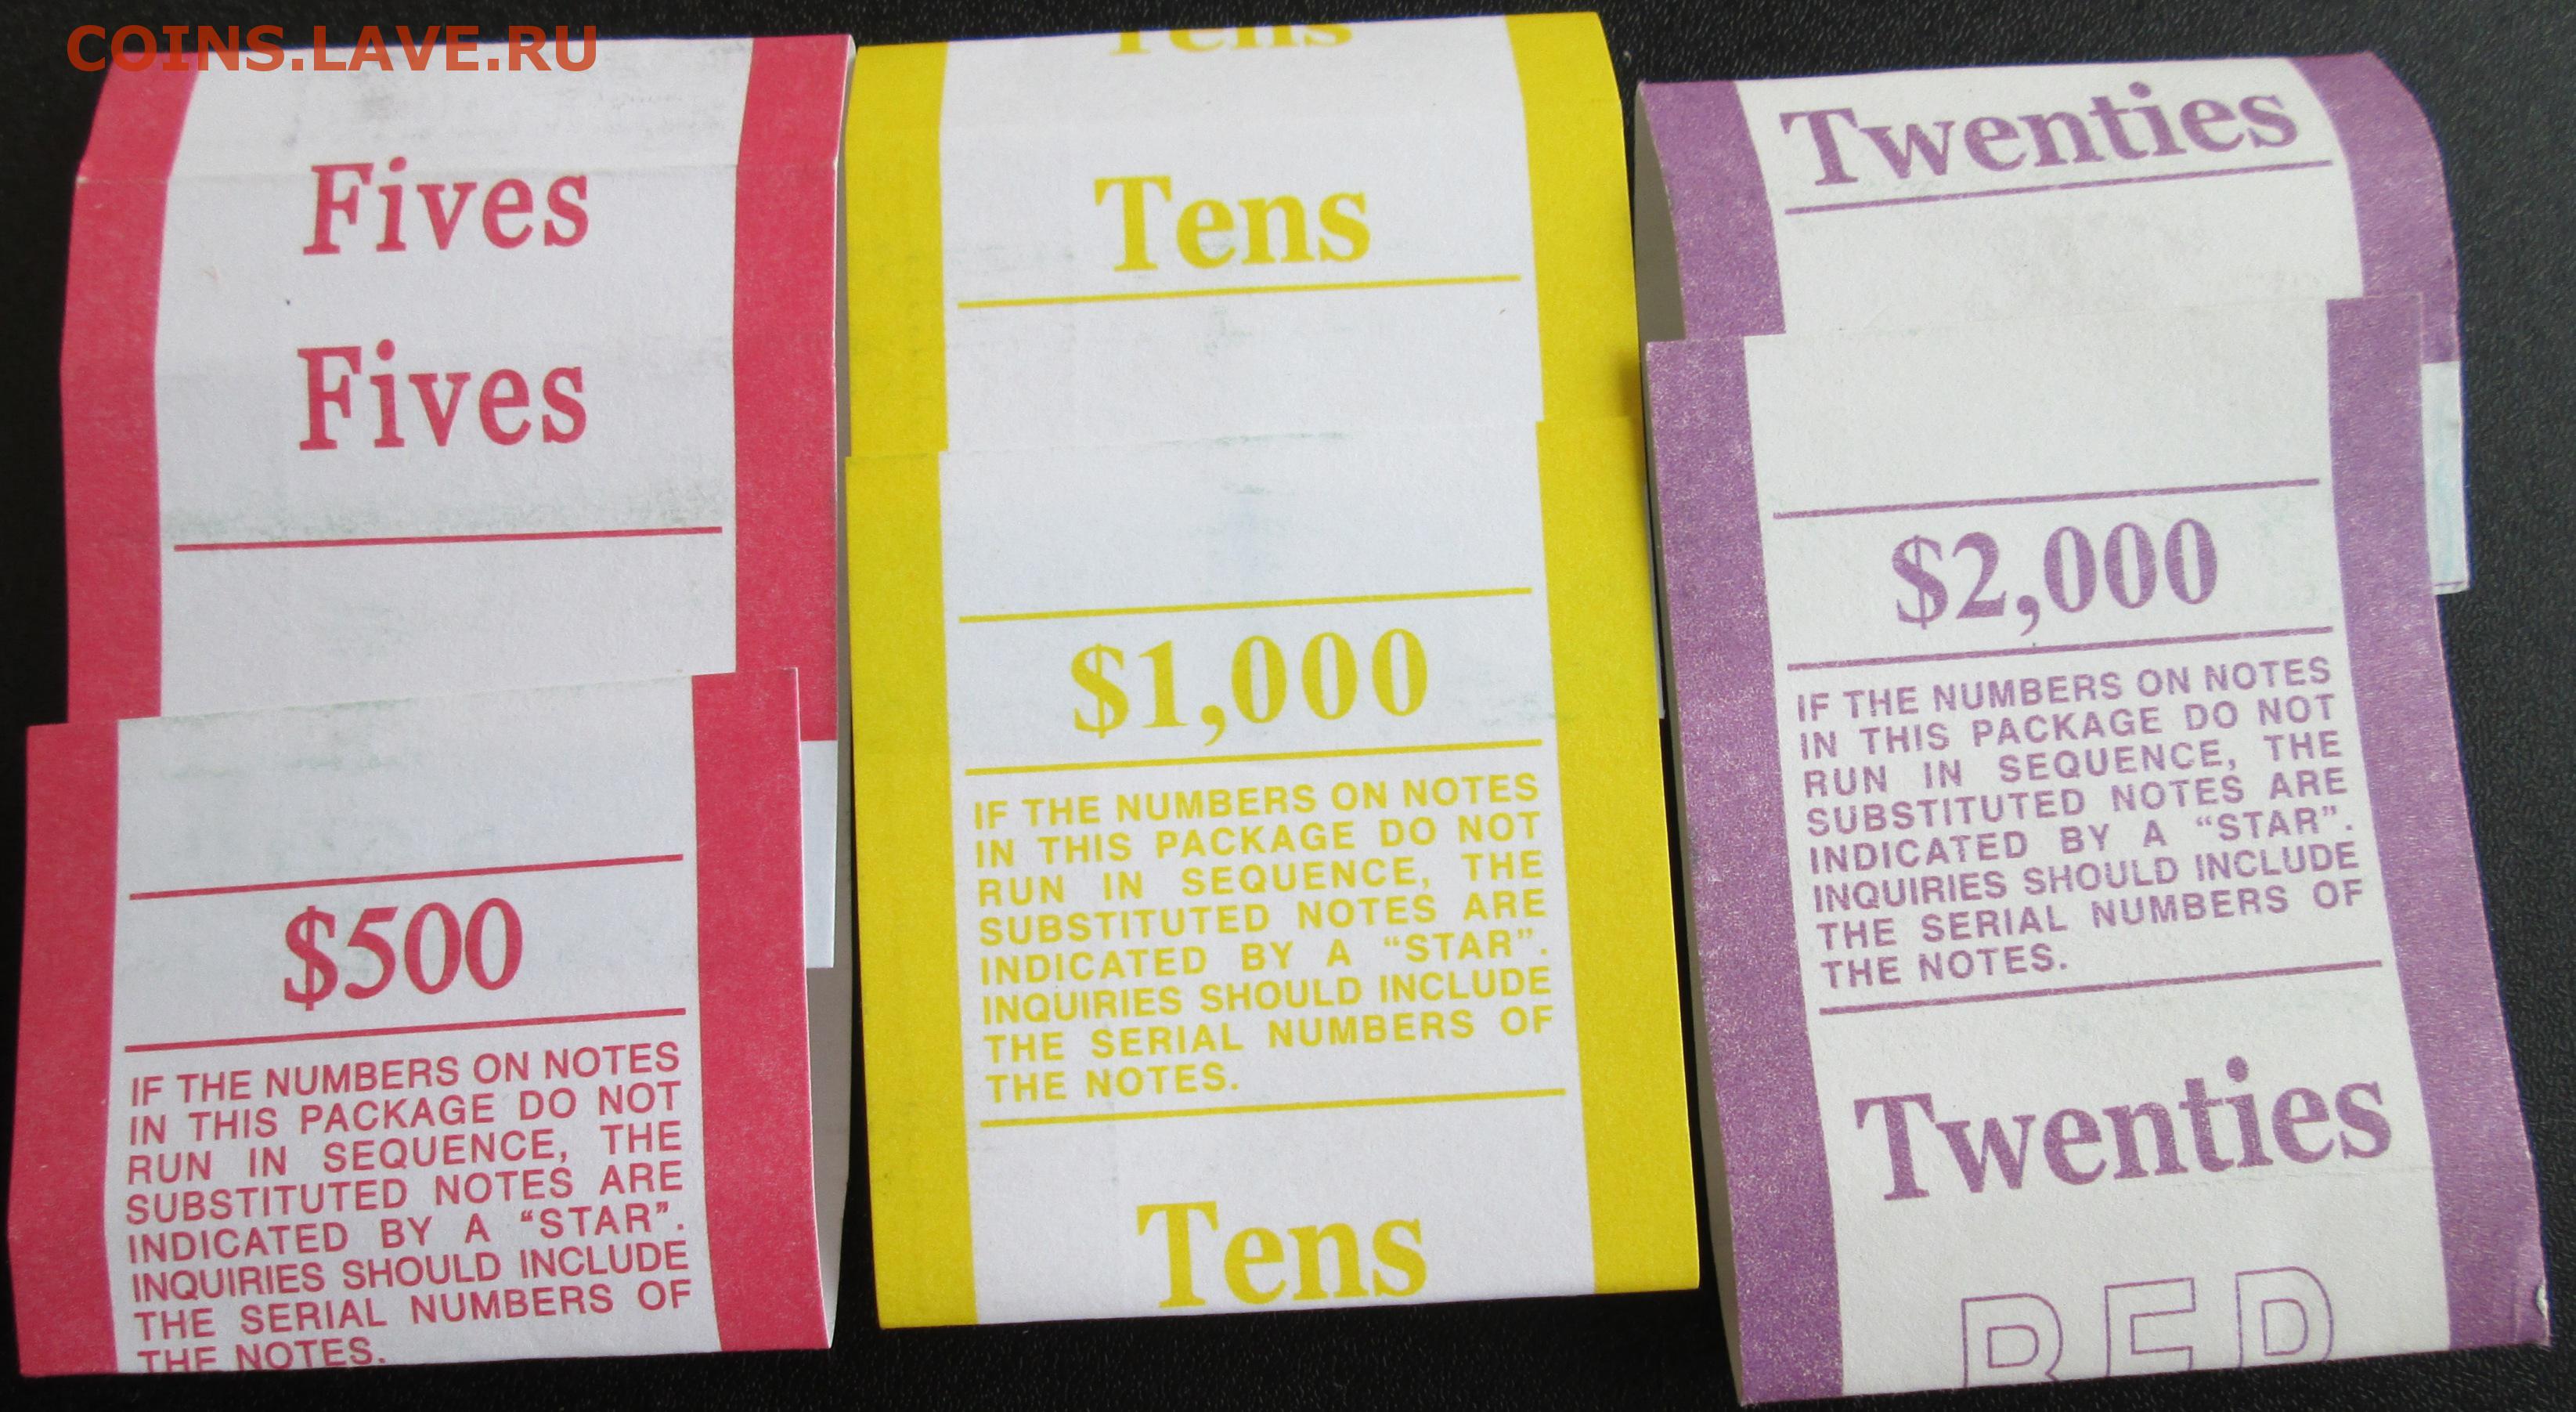 COINS.LAVE.RU
Fives
Fives
$500
IF THE NUMBERS ON NOTES
IN THIS PACKAGE DO NOT
RUN IN SEQUENCE, THE
SUBSTITUTED NOTES ARE
INDICATED BY A “STAR”.
INQUIRIES SHOULD INCLUDE
THE SERIAL NUMBERS OF
THE NOTES.
Tens
Tens
$1,000
IF THE NUMBERS ON NOTES
IN THIS PACKAGE DO NOT
RUN IN SEQUENCE, THE
SUBSTITUTED NOTES ARE
INDICATED BY A “STAR”.
INQUIRIES SHOULD INCLUDE
THE SERIAL NUMBERS OF
THE NOTES.
Tens
Twenties
$2,000
IF THE NUMBERS ON NOTES
IN THIS PACKAGE DO NOT
RUN IN SEQUENCE, THE
SUBSTITUTED NOTES ARE
INDICATED BY A “STAR”.
INQUIRIES SHOULD INCLUDE
THE SERIAL NUMBERS OF
THE NOTES.
Twenties